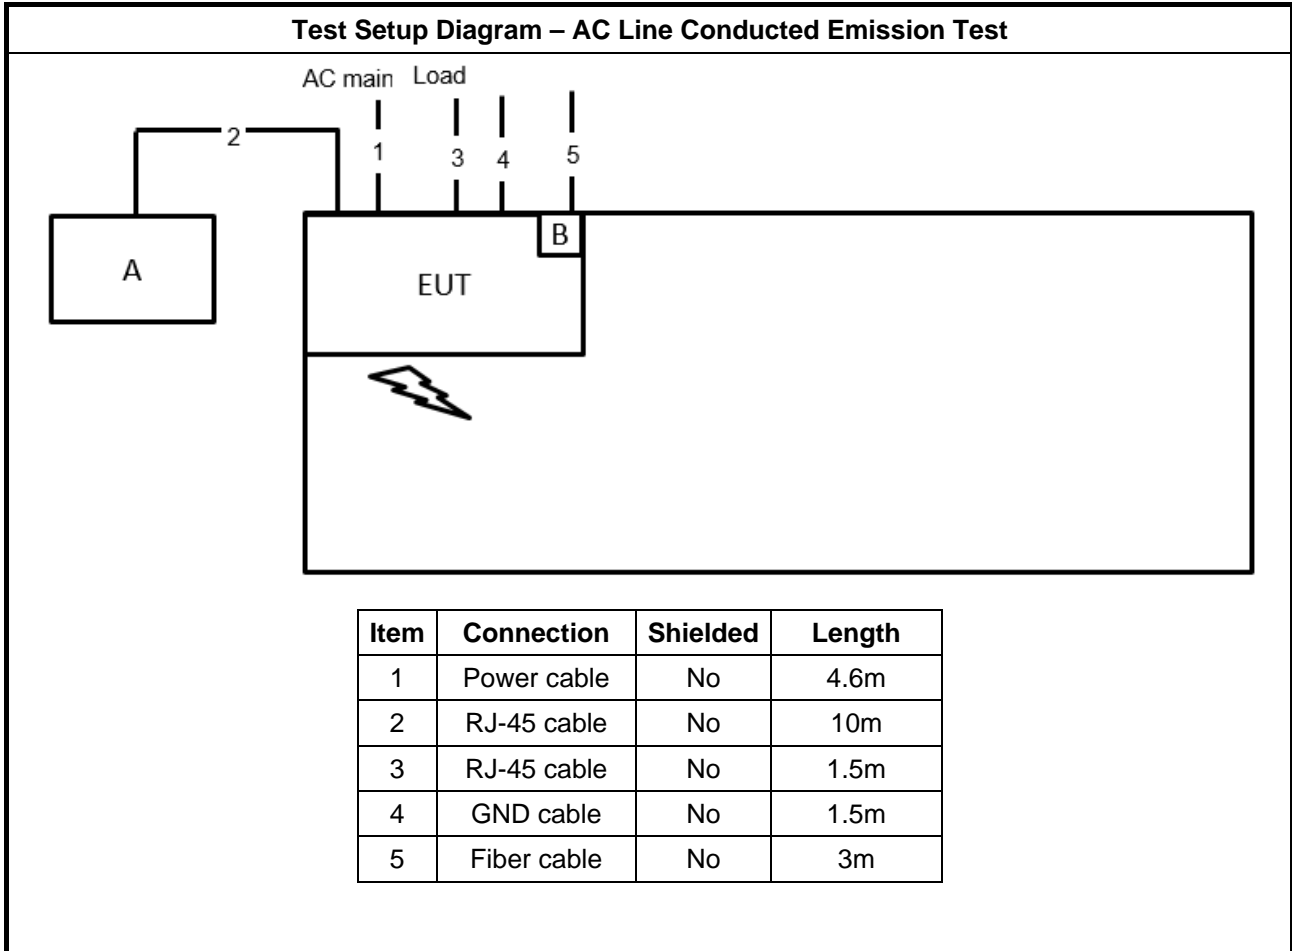 Test Setup Diagram – AC Line Conducted Emission Test
AC main Load
2
1 3 4 5
A
B
EUT
Item Connection Shielded Length
1 Power cable No 4.6m
2 RJ-45 cable No 10m
3 RJ-45 cable No 1.5m
4 GND cable No 1.5m
5 Fiber cable No 3m